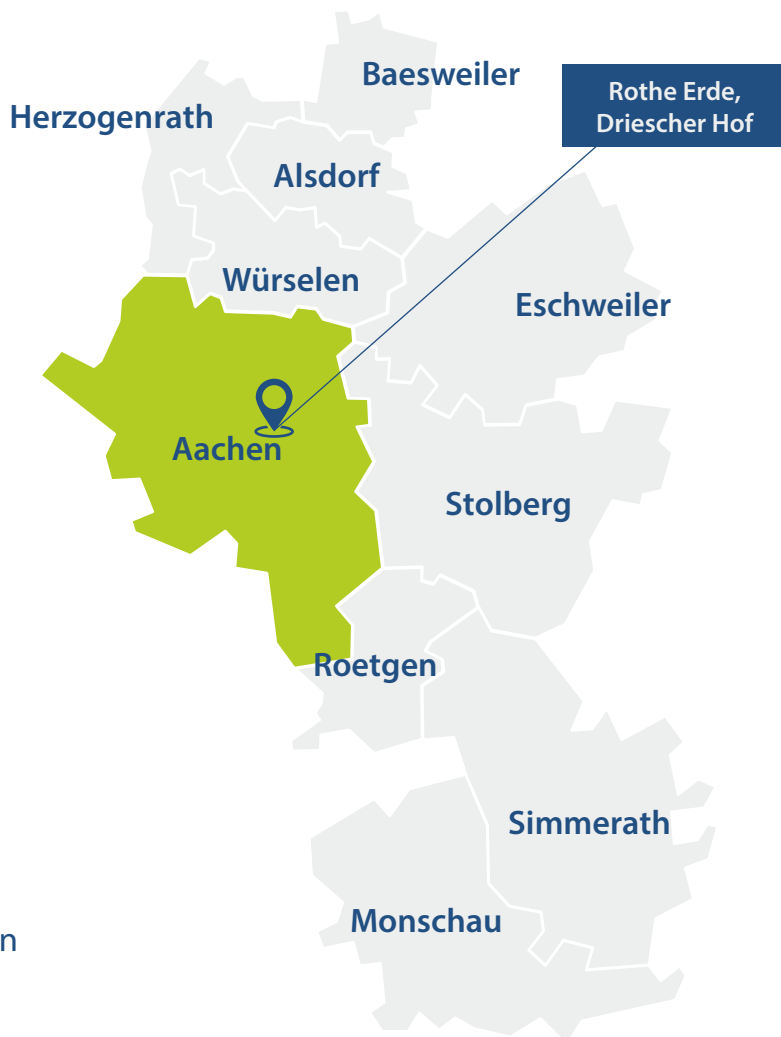 Baesweiler
Rothe Erde,
Driescher Hof
Herzogenrath
Alsdorf
Würselen
Eschweiler
Aachen
Stolberg
Roetgen
Simmerath
Monschau
n